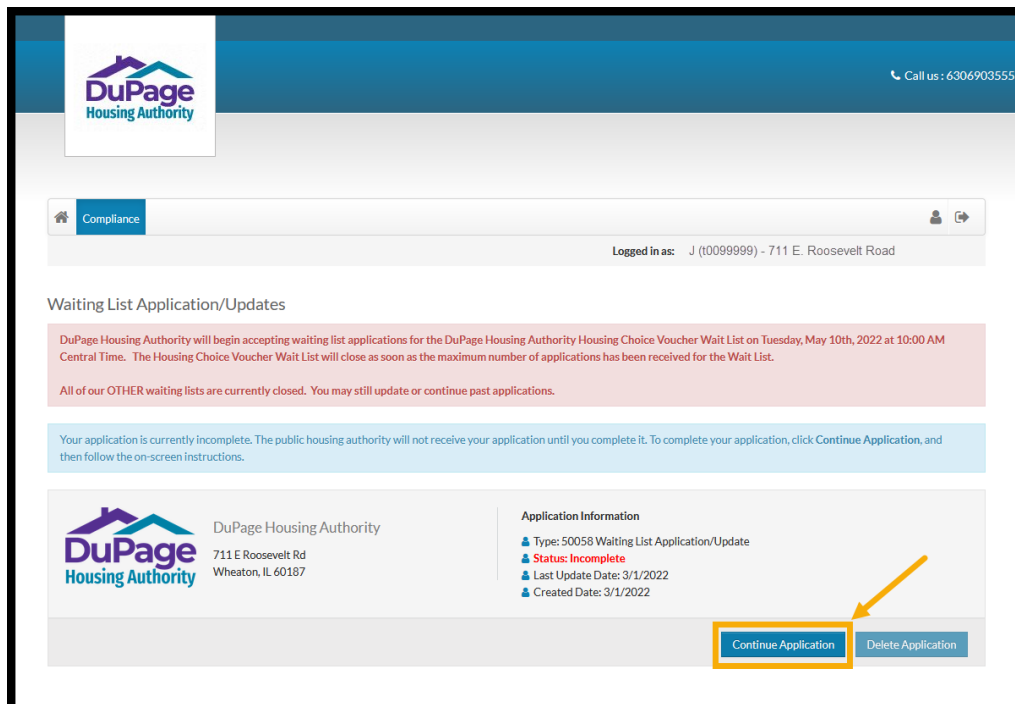 DuPage
Housing Authority
Call us : 6306903555
Compliance
Logged in as: J (t0099999) - 711 E. Roosevelt Road
Waiting List Application/Updates
DuPage Housing Authority will begin accepting waiting list applications for the DuPage Housing Authority Housing Choice Voucher Wait List on Tuesday, May 10th, 2022 at 10:00 AM
Central Time. The Housing Choice Voucher Wait List will close as soon as the maximum number of applications has been received for the Wait List.
All of our OTHER waiting lists are currently closed. You may still update or continue past applications.
Your application is currently incomplete. The public housing authority will not receive your application until you complete it. To complete your application, click Continue Application, and
then follow the on-screen instructions.
DuPage
Housing Authority
DuPage Housing Authority
711 E Roosevelt Rd
Wheaton, IL 60187
Application Information
Type: 50058 Waiting List Application/Update
Status: Incomplete
Last Update Date: 3/1/2022
Created Date: 3/1/2022
Continue Application
Delete Application